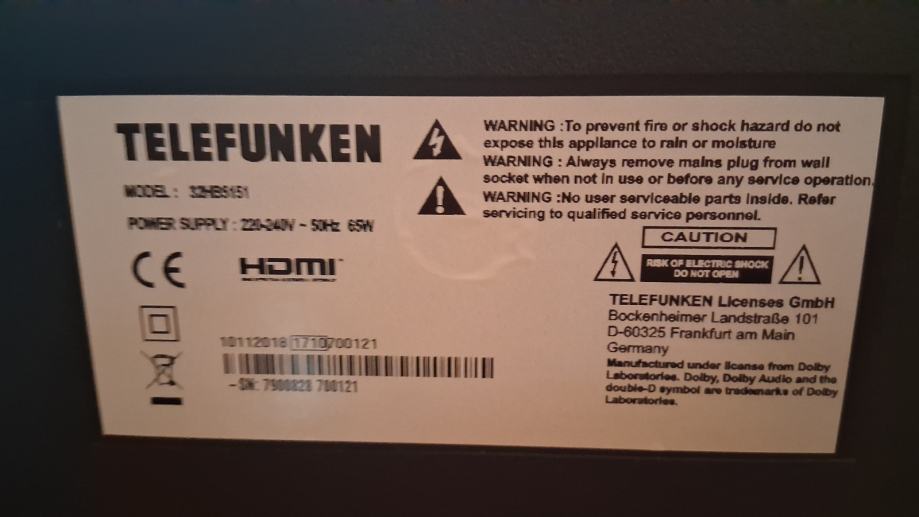 TELEFUNKEN
MODEL : 32HB5151
POWER SUPPLY : 220-240V ~ 50Hz 65W
CE HDMI
10112018 1710700121
-SN: 7900823 700121
WARNING :To prevent fire or shock hazard do not
expose this appliance to rain or moisture
WARNING : Always remove mains plug from wall
socket when not in use or before any service operation.
WARNING :No user serviceable parts inside. Refer
servicing to qualified service personnel.
CAUTION
RISK OF ELECTRIC SHOCK
DO NOT OPEN
TELEFUNKEN Licenses GmbH
Bockenheimer Landstraße 101
D-60325 Frankfurt am Main
Germany
Manufactured under license from Dolby
Laboratories. Dolby, Dolby Audio and the
double-D symbol are trademarks of Dolby
Laboratories.